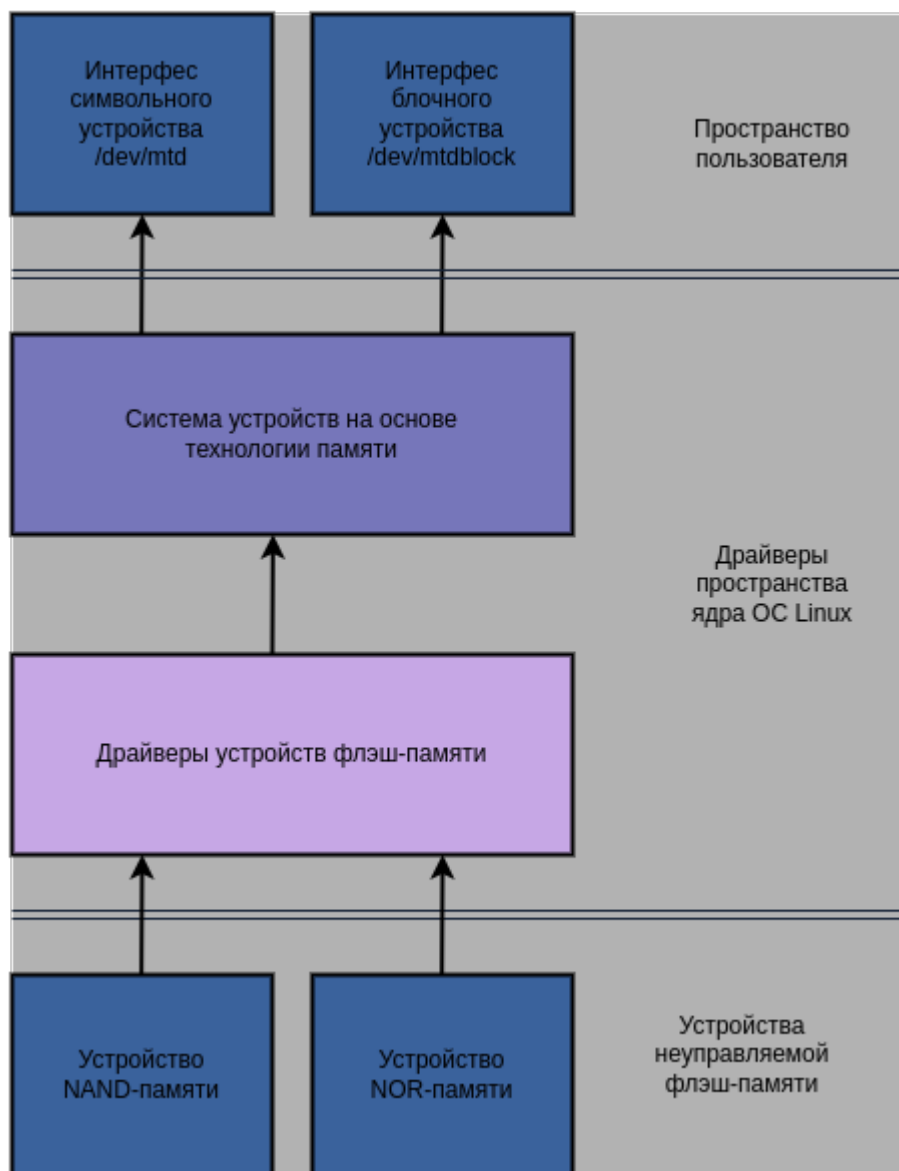 Интерфес
символьного
устройства
/dev/mtd
Интерфес
блочного
устройства
/dev/mtdblock
Пространство
пользователя
Система устройств на основе
технологии памяти
Драйверы
пространства
ядра ОС Linux
Драйверы устройств флэш-памяти
Устройство
NAND-памяти
Устройство
NOR-памяти
Устройства
неуправляемой
флэш-памяти